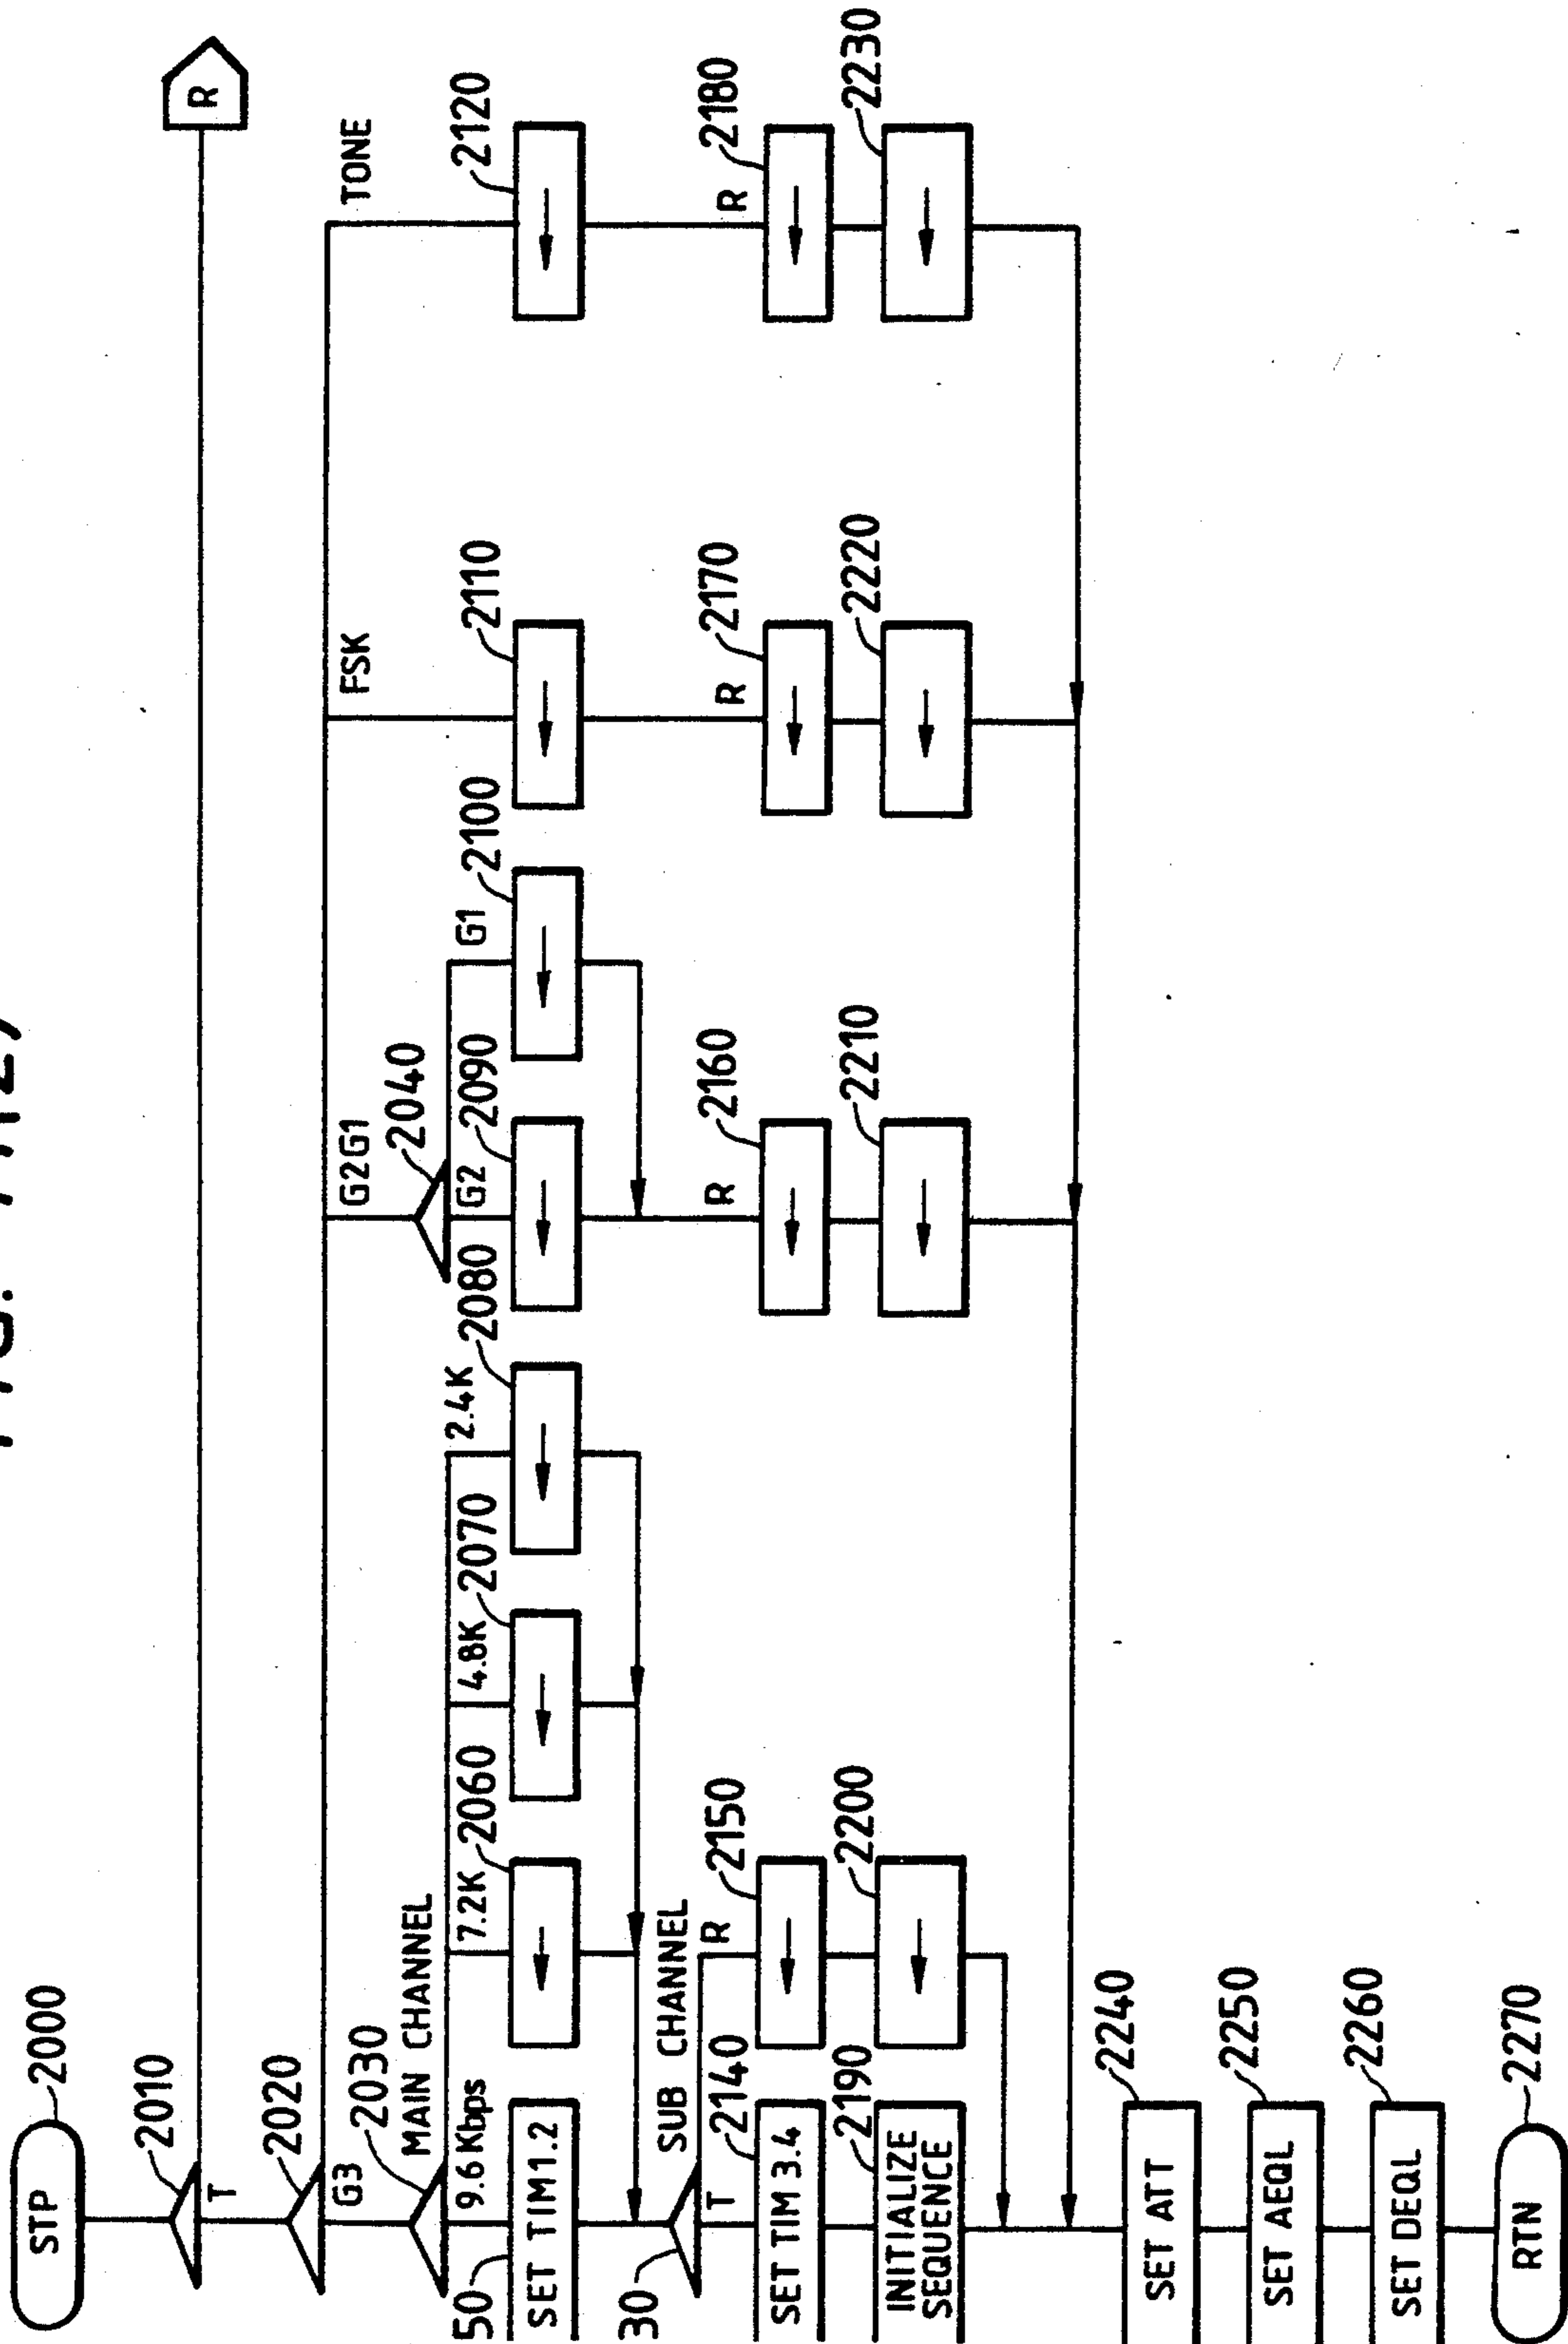 STP 2000
2010
T
R
2020
G3
G2G1
FSK
TONE
2030
MAIN CHANNEL
2040
9.6 Kbps
7.2K 2060
4.8K 2070
2.4K 2080
G2 2090
G1 2100
2110
2120
50
SET TIM1.2
30
SUB CHANNEL
T 2140
R 2150
R 2160
R 2170
R 2180
SET TIM 3.4
2190
2200
2210
2220
2230
INITIALIZE
SEQUENCE
2240
SET ATT
2250
SET AEQL
2260
SET DEQL
2270
RTN